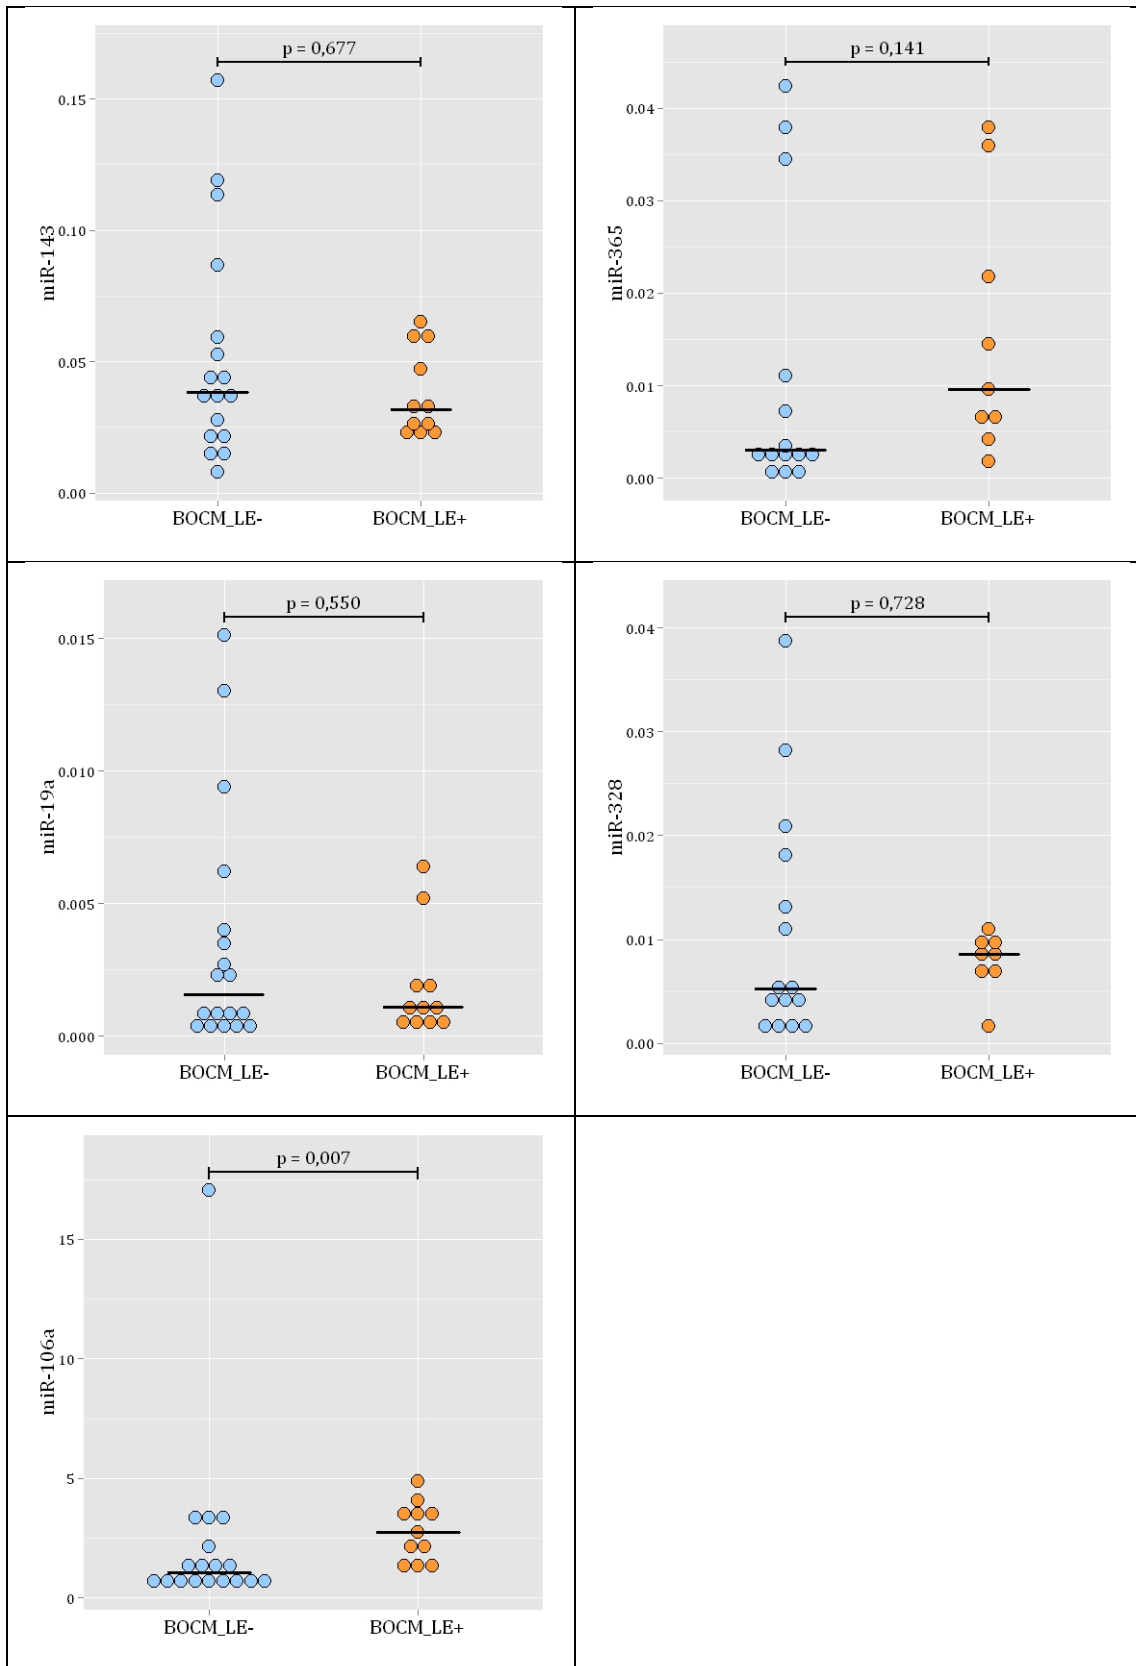 p = 0,677
0.15
0.10
0.05
0.00
miR-143
BOCM_LE-
BOCM_LE+
p = 0,141
0.04
0.03
0.02
0.01
0.00
miR-365
BOCM_LE-
BOCM_LE+
p = 0,550
0.015
0.010
0.005
0.000
miR-19a
BOCM_LE-
BOCM_LE+
p = 0,728
0.04
0.03
0.02
0.01
0.00
miR-328
BOCM_LE-
BOCM_LE+
p = 0,007
15
10
5
0
miR-106a
BOCM_LE-
BOCM_LE+